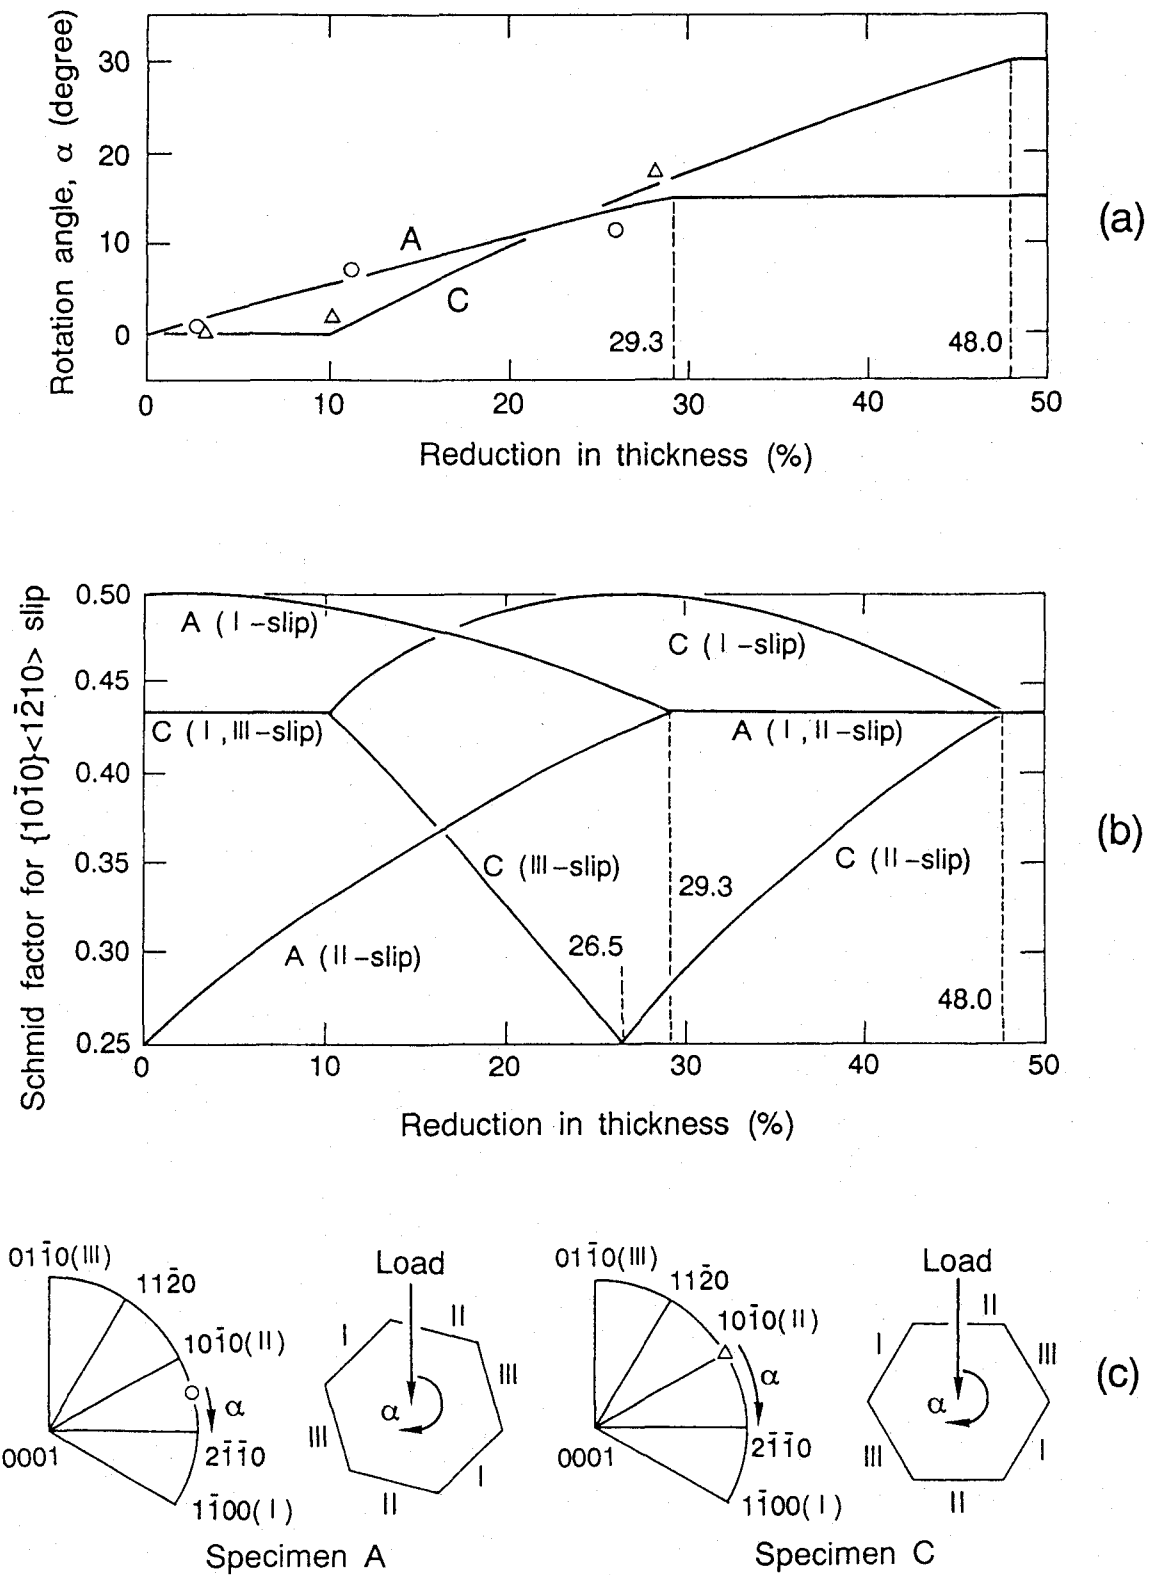 Rotation angle, α (degree)
30
20
10
0
A
C
29.3
48.0
0
10
20
30
40
50
Reduction in thickness (%)
(a)
Schmid factor for {101̄0}<12̄10> slip
0.50
0.45
0.40
0.35
0.30
0.25
A (I-slip)
C (I-slip)
C (I, III-slip)
A (I, II-slip)
C (III-slip)
C (II-slip)
29.3
26.5
A (II-slip)
48.0
0
10
20
30
40
50
Reduction in thickness (%)
(b)
011̄0(III)
112̄0
101̄0(II)
α
0001
21̄1̄0
11̄00(I)
Load
I
II
III
α
III
I
II
Specimen A
011̄0(III)
112̄0
101̄0(II)
α
0001
21̄1̄0
11̄00(I)
Load
II
I
III
α
III
I
II
Specimen C
(c)